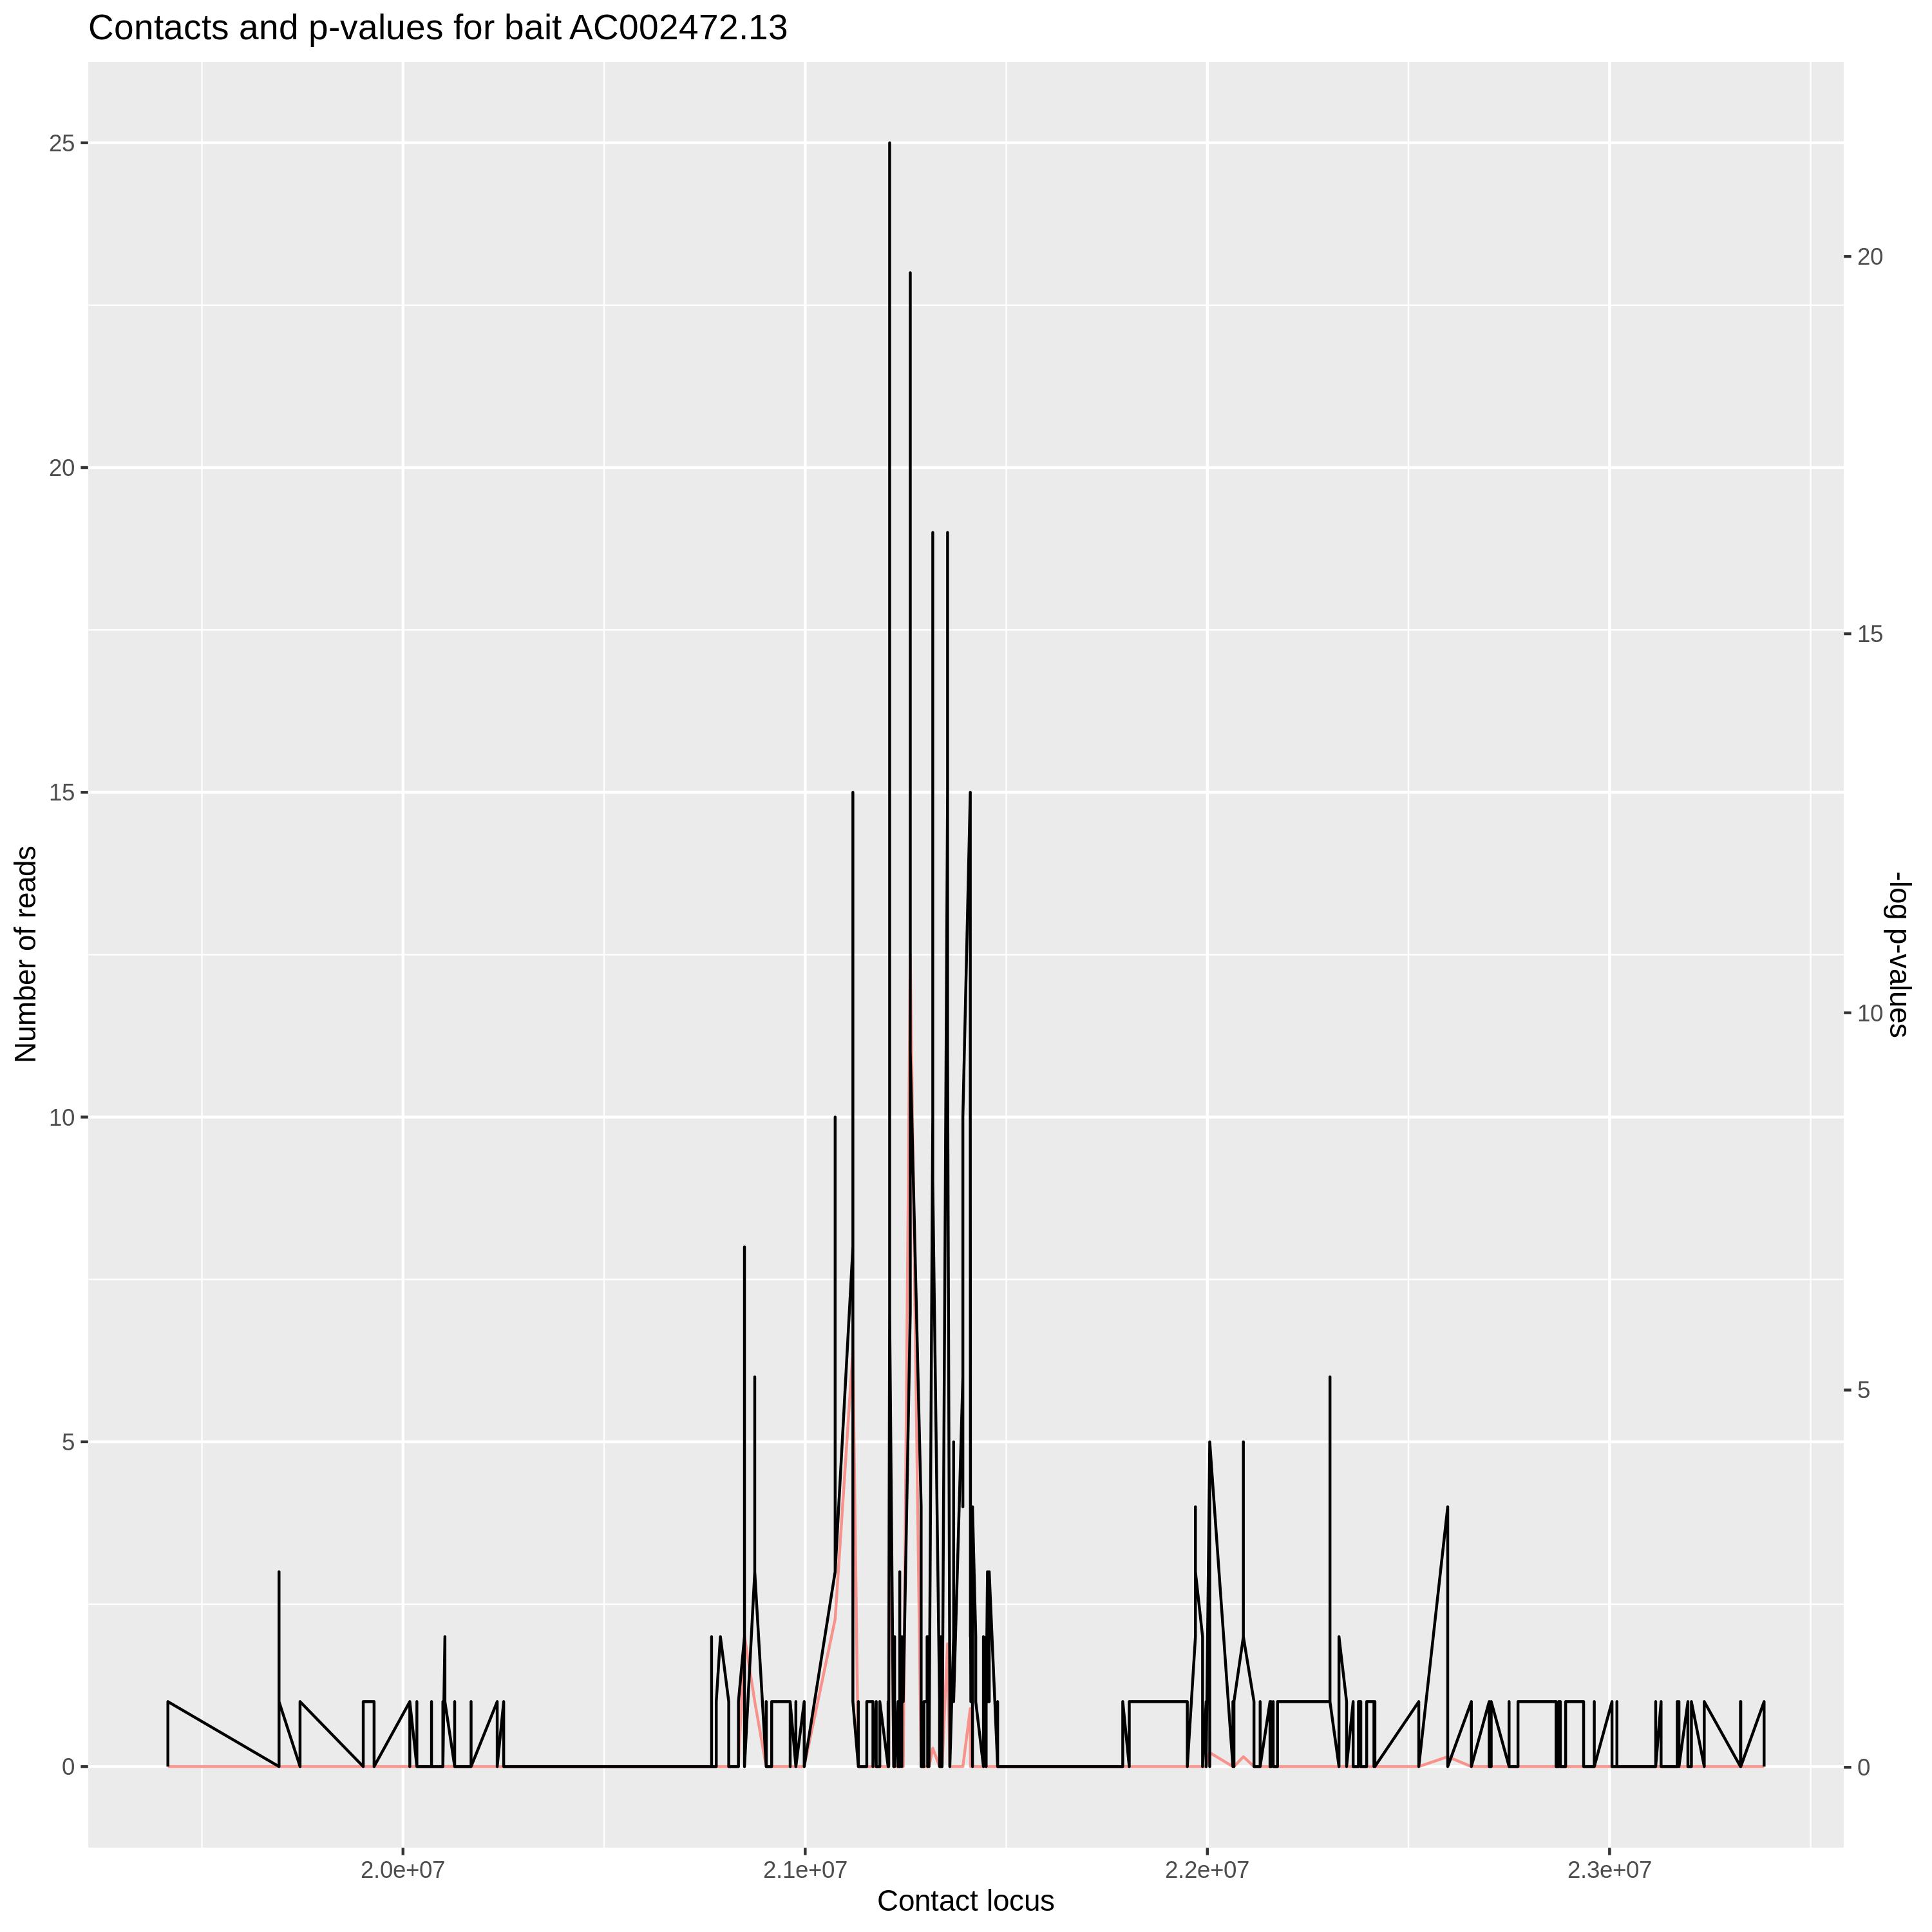 Contacts and p-values for bait AC002472.13
25
20
15
10
5
0
Number of reads
20
15
10
5
0
-log p-values
2.0e+07
2.1e+07
2.2e+07
2.3e+07
Contact locus